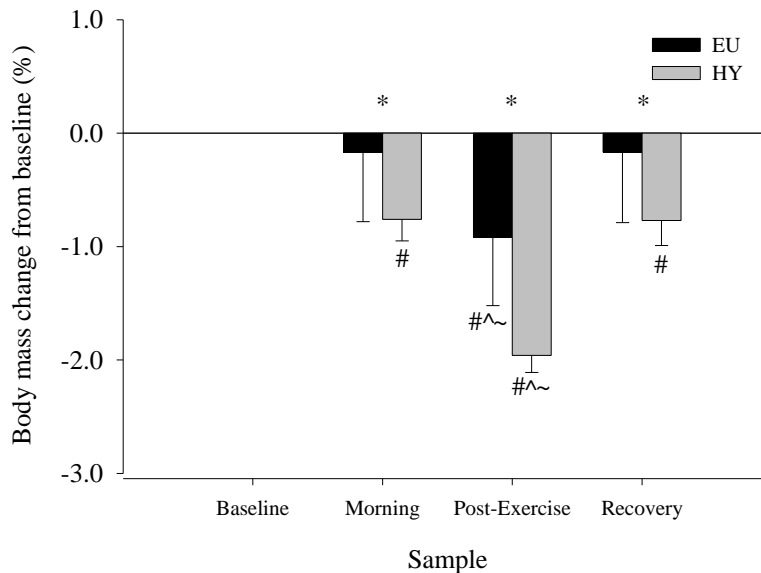 1.0
EU
HY
Body mass change from baseline (%)
* * *
0.0
-1.0
# #
#^~
-2.0
#^~
-3.0
Baseline Morning Post-Exercise Recovery
Sample